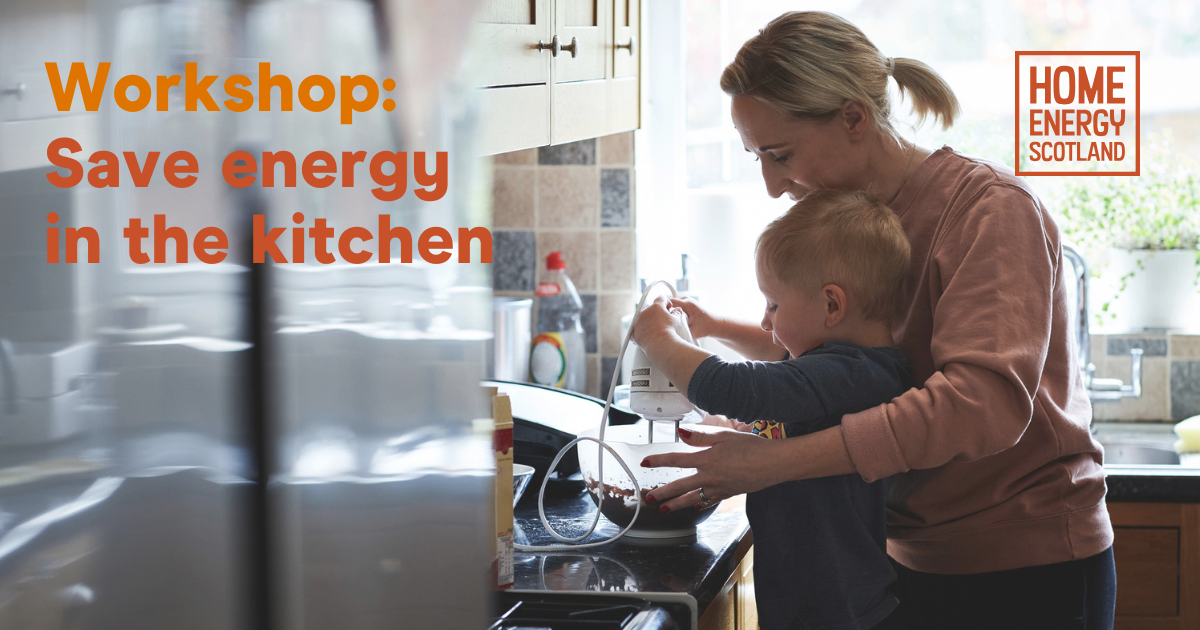 Workshop:
Save energy
in the kitchen
HOME
ENERGY
SCOTLAND